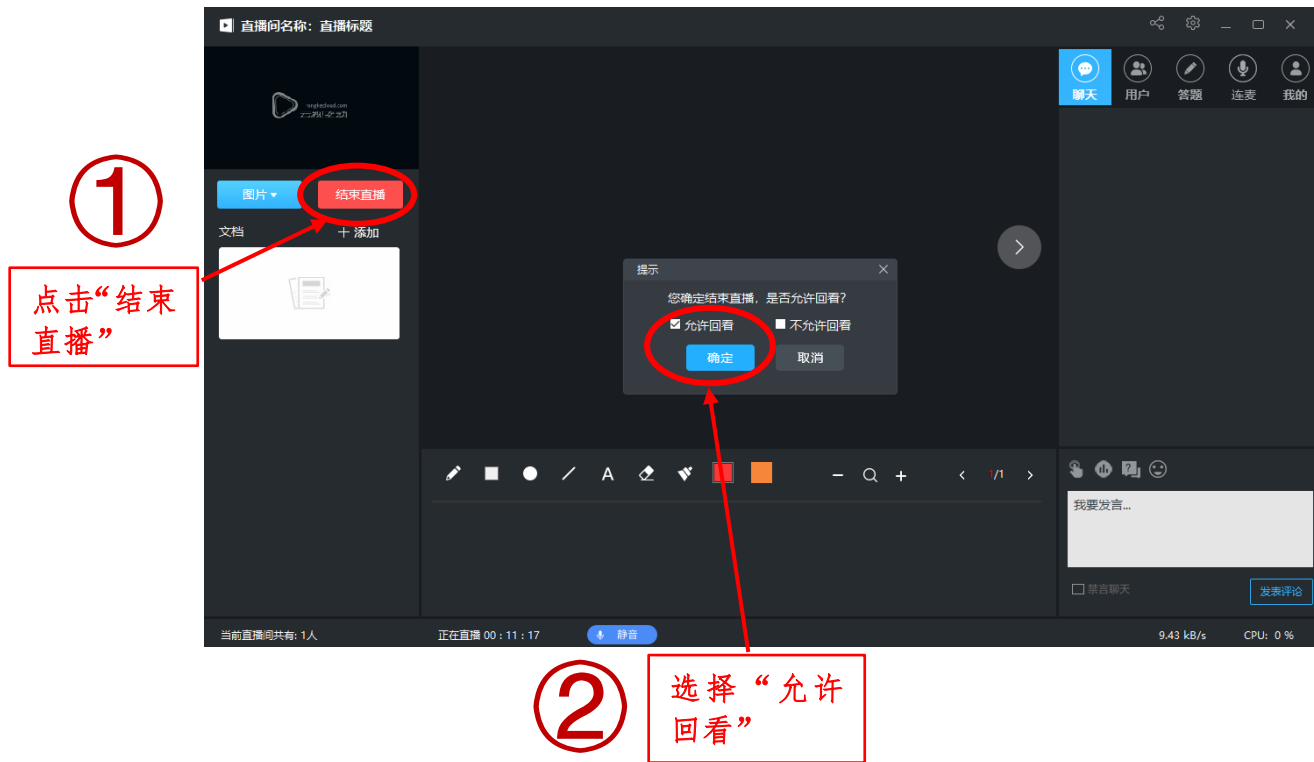 直播间名称：直播标题
聊天 用户 答题 连麦 我的
①
图片 结束直播
文档 添加
点击“结束
直播”
提示
您确定结束直播，是否允许回看?
允许回看 不允许回看
确定 取消
A
1/1
我要发言...
禁言聊天 发表评论
当前直播间共有: 1人 正在直播 00 : 11 : 17 静音 9.43 kB/s CPU: 0 %
②
选择“允许
回看”